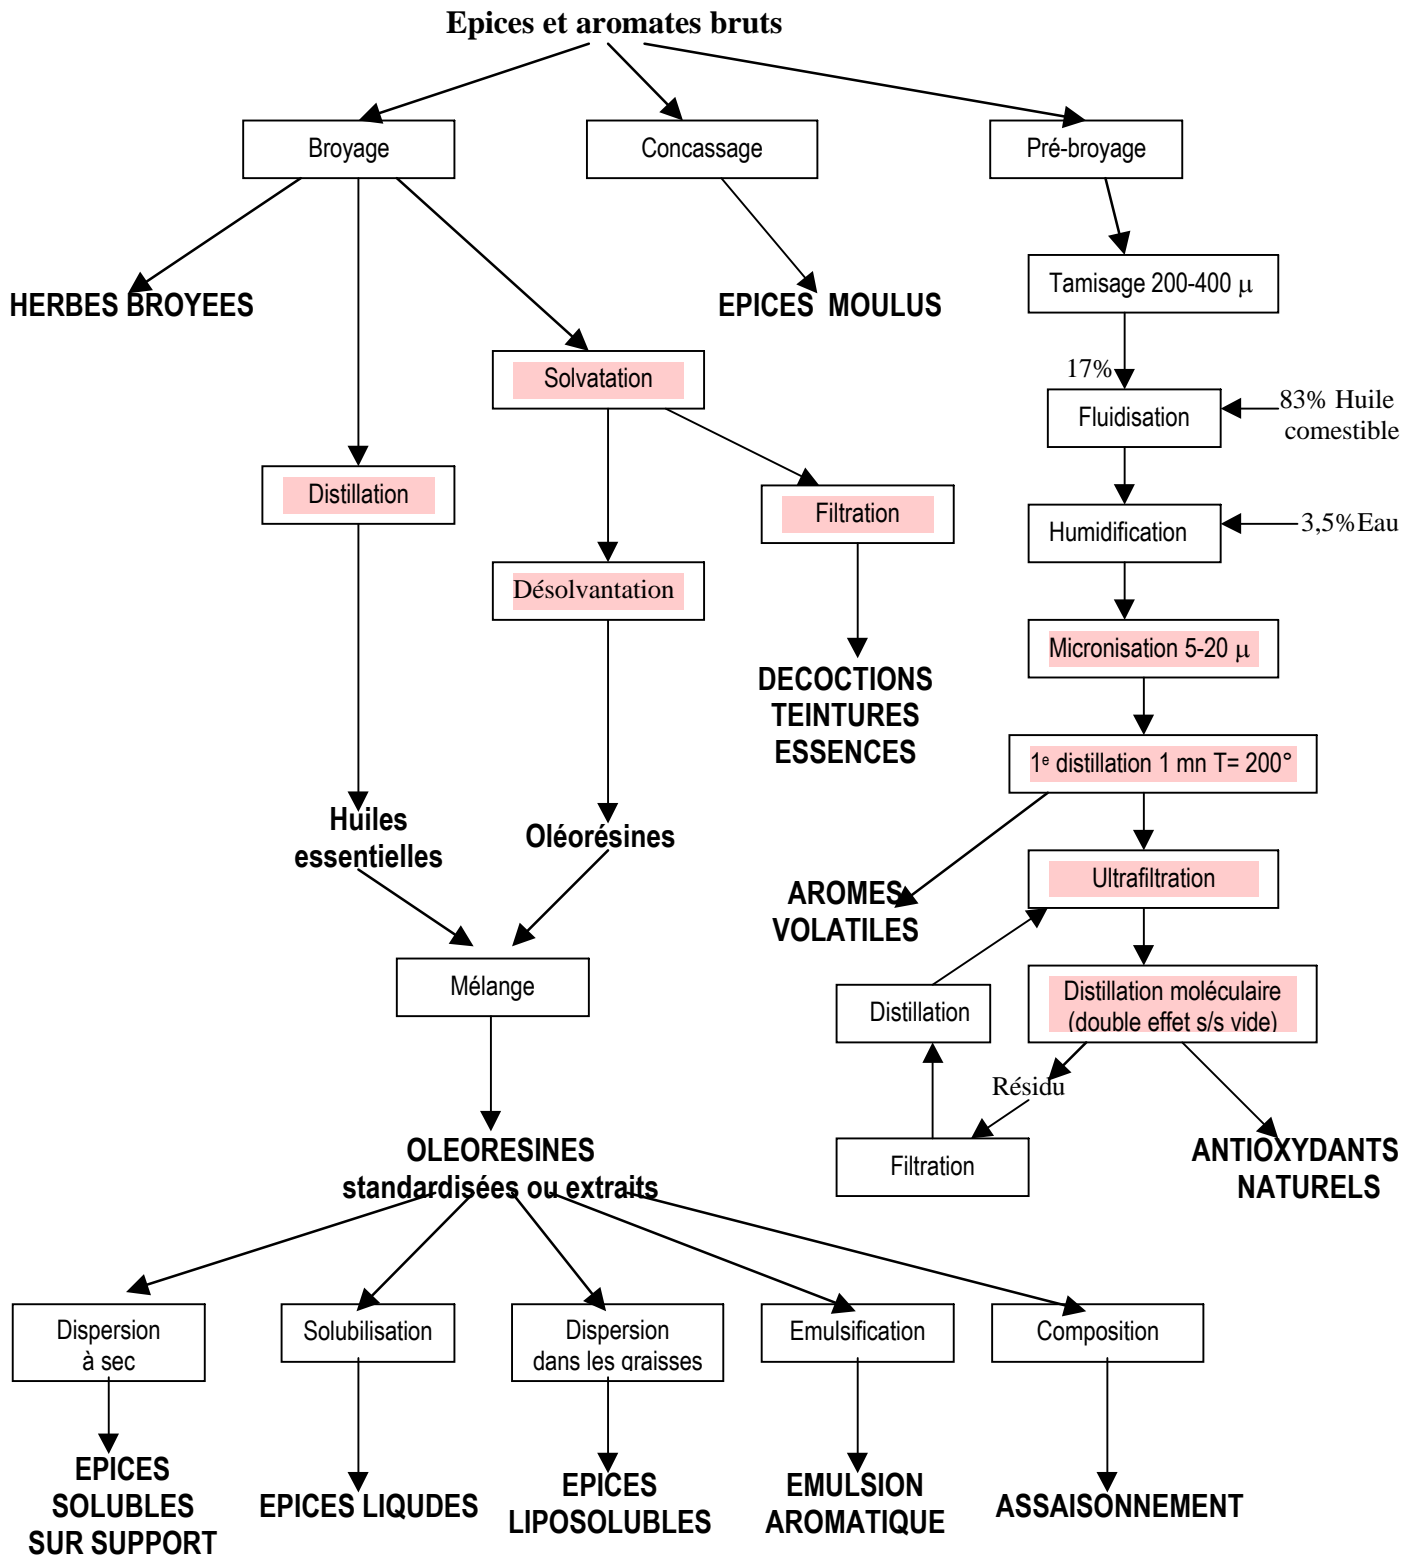 Epices et aromates bruts
Broyage
Concassage
Pré-broyage
HERBES BROYEES
EPICES MOULUS
Tamisage 200-400 μ
17%
Solvatation
Fluidisation
83% Huile
comestible
Distillation
Filtration
Humidification
3,5%Eau
Désolvantation
Micronisation 5-20 μ
DECOCTIONS
TEINTURES
ESSENCES
1e distillation 1 mn T= 200°
Huiles
essentielles
Oléorésines
Ultrafiltration
AROMES
VOLATILES
Mélange
Distillation
Distillation moléculaire
(double effet s/s vide)
Résidu
Filtration
ANTIOXYDANTS
NATURELS
OLEORESINES
standardisées ou extraits
Dispersion
à sec
Solubilisation
Dispersion
dans les graisses
Emulsification
Composition
EPICES
SOLUBLES
SUR SUPPORT
EPICES LIQUDES
EPICES
LIPOSOLUBLES
EMULSION
AROMATIQUE
ASSAISONNEMENT